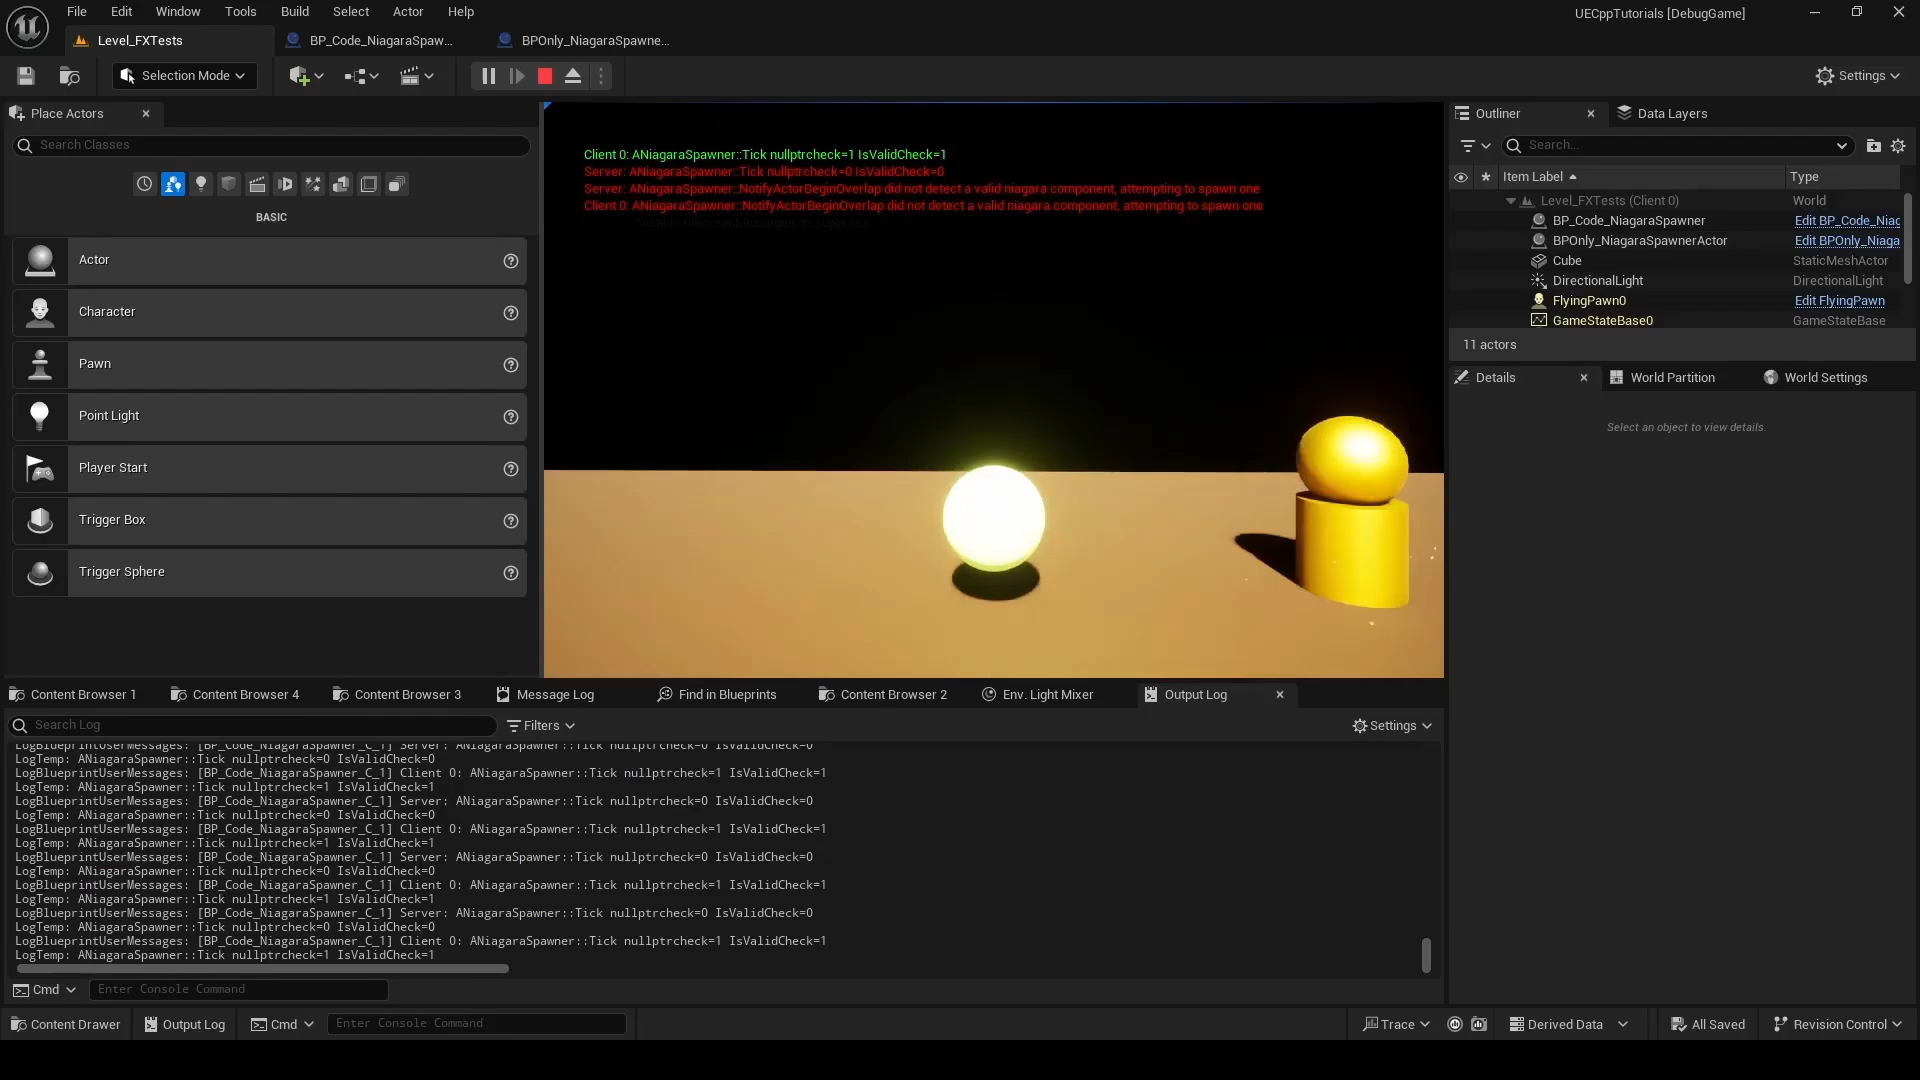 File Edit Window Tools Build Select Actor Help
UECppTutorials [DebugGame]
Level_FXTests
BP_Code_NiagaraSpaw...
BPOnly_NiagaraSpawne...
Selection Mode
Settings
Place Actors
Search Classes
BASIC
Actor
Character
Pawn
Point Light
Player Start
Trigger Box
Trigger Sphere
Client 0: ANiagaraSpawner::Tick nullptrcheck=1 IsValidCheck=1
Server: ANiagaraSpawner::Tick nullptrcheck=0 IsValidCheck=0
Server: ANiagaraSpawner::NotifyActorBeginOverlap did not detect a valid niagara component, attempting to spawn one
Client 0: ANiagaraSpawner::NotifyActorBeginOverlap did not detect a valid niagara component, attempting to spawn one
Outliner
Data Layers
Search...
Item Label Type
Level_FXTests (Client 0) World
BP_Code_NiagaraSpawner Edit BP_Code_Niag
BPOnly_NiagaraSpawnerActor Edit BPOnly_Niaga
Cube StaticMeshActor
DirectionalLight DirectionalLight
FlyingPawn0 Edit FlyingPawn
GameStateBase0 GameStateBase
11 actors
Details
World Partition
World Settings
Select an object to view details.
Content Browser 1
Content Browser 4
Content Browser 3
Message Log
Find in Blueprints
Content Browser 2
Env. Light Mixer
Output Log
Search Log
Filters
Settings
LogBlueprintUserMessages: [BP_Code_NiagaraSpawner_C_1] Server: ANiagaraSpawner::Tick nullptrcheck=0 IsValidCheck=0
LogTemp: ANiagaraSpawner::Tick nullptrcheck=0 IsValidCheck=0
LogBlueprintUserMessages: [BP_Code_NiagaraSpawner_C_1] Client 0: ANiagaraSpawner::Tick nullptrcheck=1 IsValidCheck=1
LogTemp: ANiagaraSpawner::Tick nullptrcheck=1 IsValidCheck=1
LogBlueprintUserMessages: [BP_Code_NiagaraSpawner_C_1] Server: ANiagaraSpawner::Tick nullptrcheck=0 IsValidCheck=0
LogTemp: ANiagaraSpawner::Tick nullptrcheck=0 IsValidCheck=0
LogBlueprintUserMessages: [BP_Code_NiagaraSpawner_C_1] Client 0: ANiagaraSpawner::Tick nullptrcheck=1 IsValidCheck=1
LogTemp: ANiagaraSpawner::Tick nullptrcheck=1 IsValidCheck=1
LogBlueprintUserMessages: [BP_Code_NiagaraSpawner_C_1] Server: ANiagaraSpawner::Tick nullptrcheck=0 IsValidCheck=0
LogTemp: ANiagaraSpawner::Tick nullptrcheck=0 IsValidCheck=0
LogBlueprintUserMessages: [BP_Code_NiagaraSpawner_C_1] Client 0: ANiagaraSpawner::Tick nullptrcheck=1 IsValidCheck=1
LogTemp: ANiagaraSpawner::Tick nullptrcheck=1 IsValidCheck=1
LogBlueprintUserMessages: [BP_Code_NiagaraSpawner_C_1] Server: ANiagaraSpawner::Tick nullptrcheck=0 IsValidCheck=0
LogTemp: ANiagaraSpawner::Tick nullptrcheck=0 IsValidCheck=0
LogBlueprintUserMessages: [BP_Code_NiagaraSpawner_C_1] Client 0: ANiagaraSpawner::Tick nullptrcheck=1 IsValidCheck=1
LogTemp: ANiagaraSpawner::Tick nullptrcheck=1 IsValidCheck=1
Cmd
Enter Console Command
Content Drawer
Output Log
Cmd
Enter Console Command
Trace
Derived Data
All Saved
Revision Control